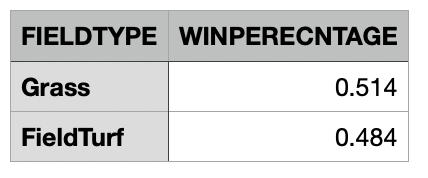 FIELDTYPE WINPERECNTAGE
Grass 0.514
FieldTurf 0.484